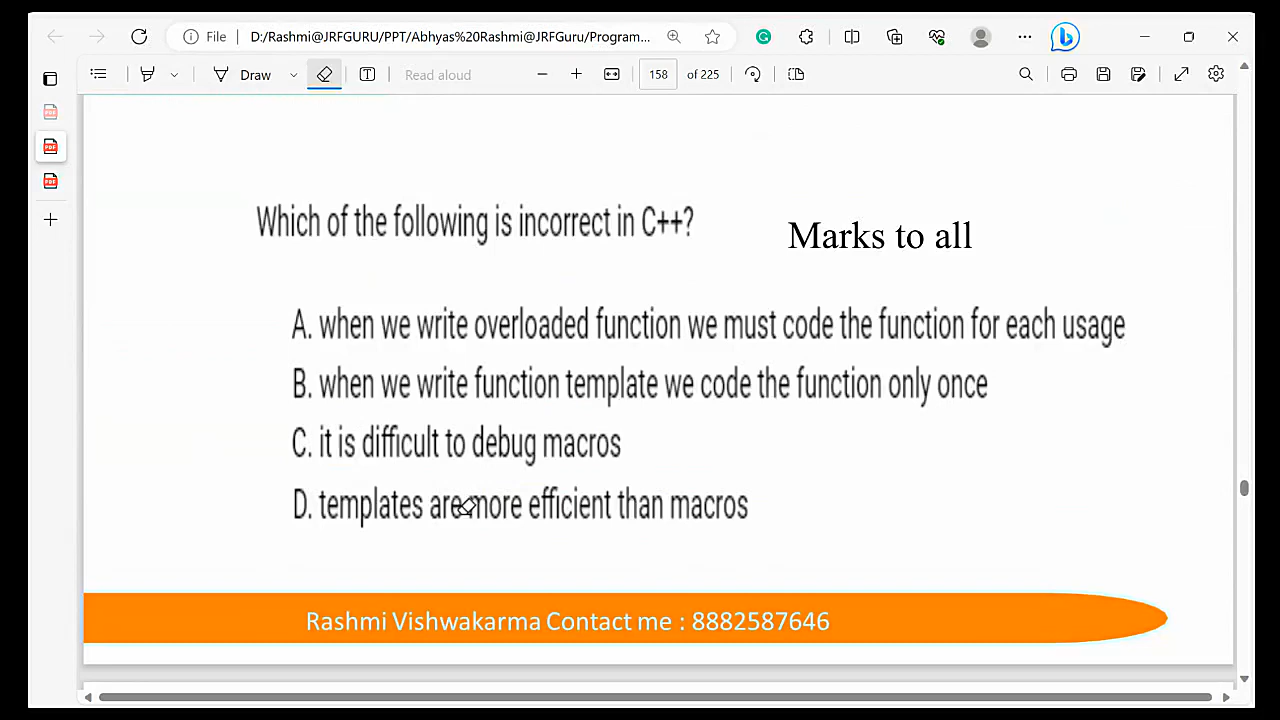 File
D:/Rashmi@JRFGURU/PPT/Abhyas%20Rashmi@JRFGuru/Program...
Draw
Read aloud
158 of 225
Which of the following is incorrect in C++?
Marks to all
A. when we write overloaded function we must code the function for each usage
B. when we write function template we code the function only once
C. it is difficult to debug macros
D. templates are more efficient than macros
Rashmi Vishwakarma Contact me : 8882587646